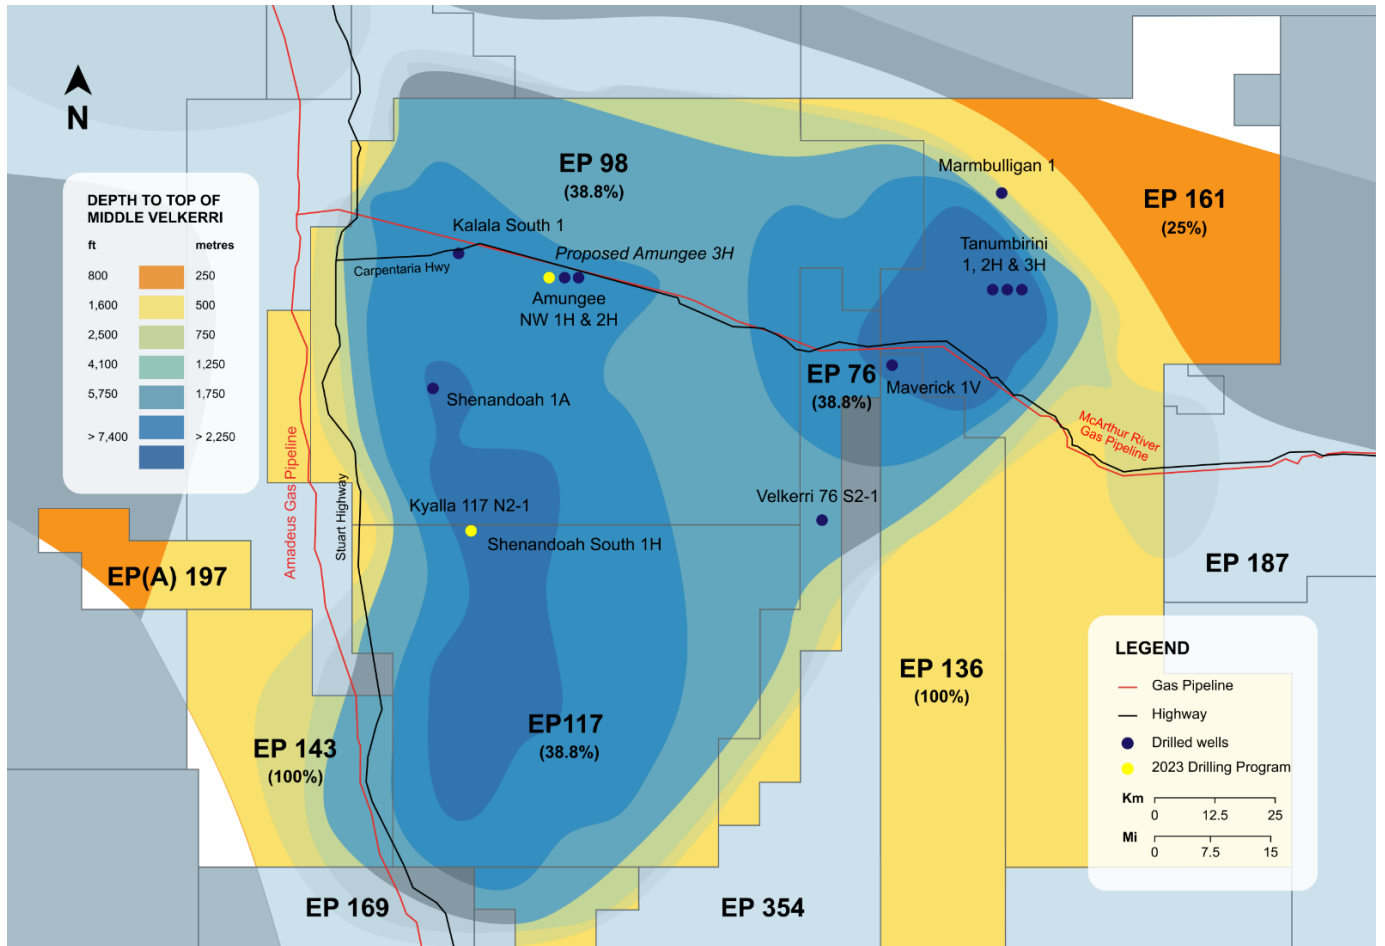 N
EP 98
(38.8%)
Marmbulligan 1
DEPTH TO TOP OF
MIDDLE VELKERRI
ft
metres
800
250
1,600
500
2,500
750
4,100
1,250
5,750
1,750
> 7,400
> 2,250
EP 161
(25%)
Kalala South 1
Proposed Amungee 3H
Carpentaria Hwy
Tanumbirini
1, 2H & 3H
Amungee
NW 1H & 2H
EP 76
(38.8%)
Maverick 1V
Shenandoah 1A
McArthur River
Gas Pipeline
Amadeus Gas Pipeline
Stuart Highway
Kyalla 117 N2-1
Velkerri 76 S2-1
Shenandoah South 1H
EP(A) 197
EP 187
EP 136
(100%)
EP117
(38.8%)
EP 143
(100%)
EP 169
EP 354
LEGEND
Gas Pipeline
Highway
Drilled wells
2023 Drilling Program
Km
0 12.5 25
Mi
0 7.5 15